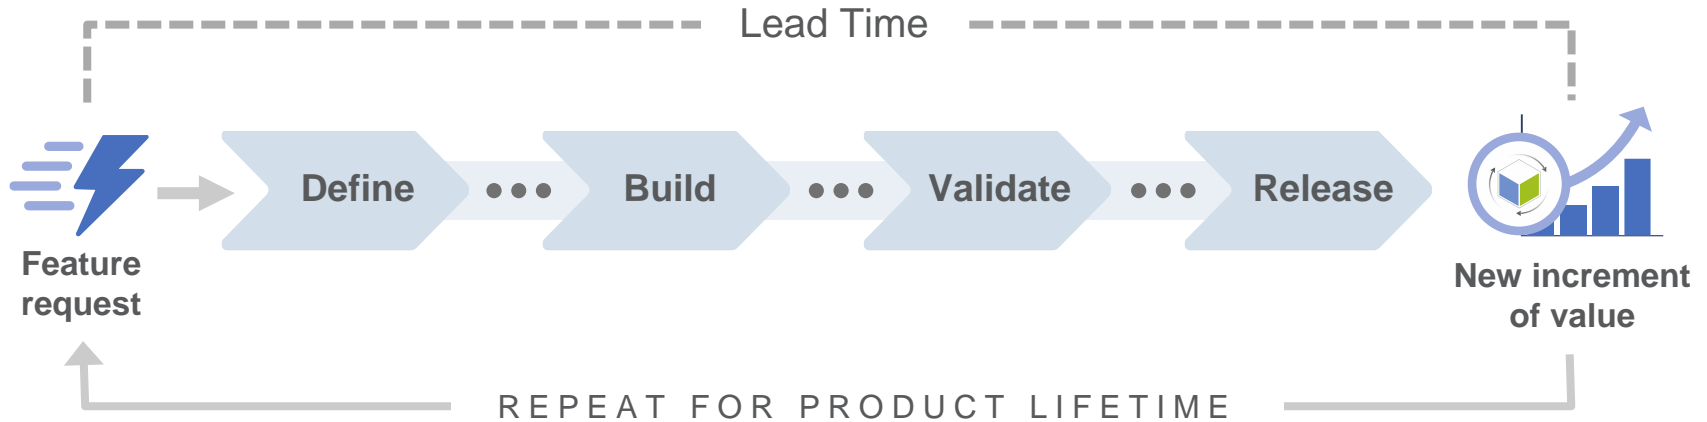 Lead Time
Define
Build
Validate
Release
Feature
request
New increment
of value
REPEAT FOR PRODUCT LIFETIME